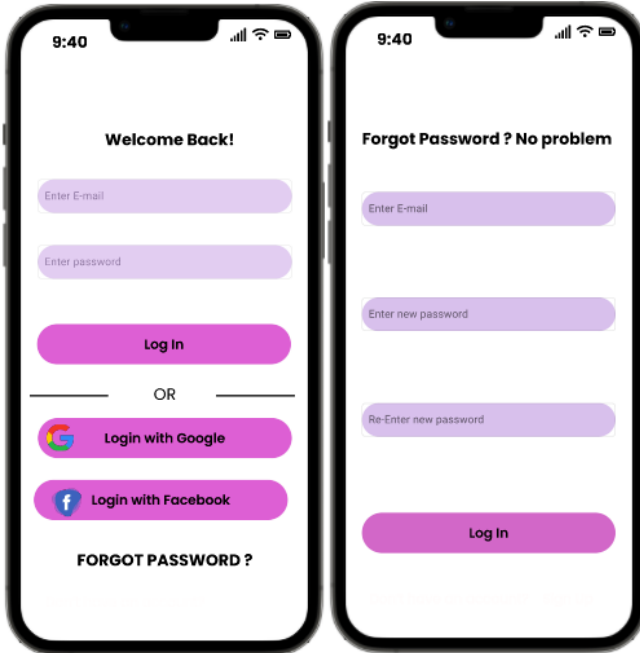 9:40
Welcome Back!
Enter E-mail
Enter password
Log In
OR
Login with Google
Login with Facebook
FORGOT PASSWORD ?
9:40
Forgot Password ? No problem
Enter E-mail
Enter new password
Re-Enter new password
Log In